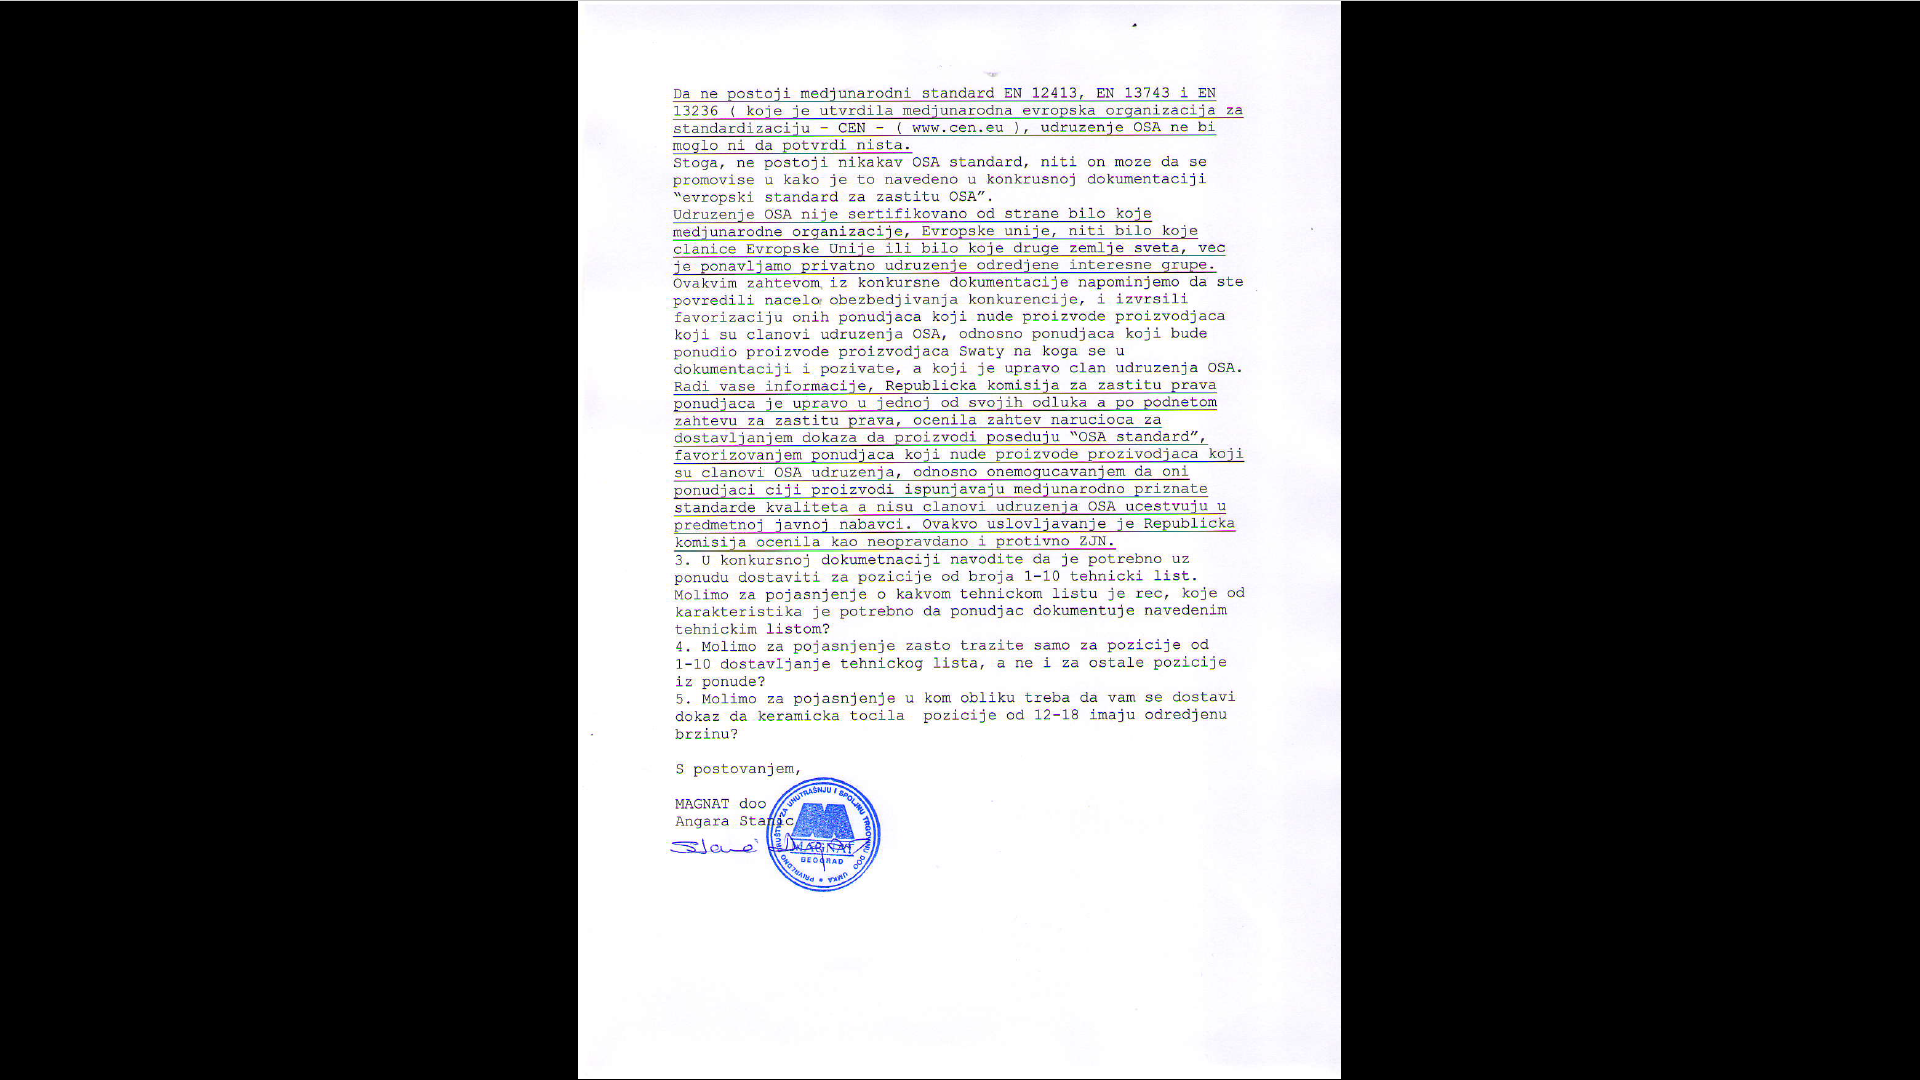 Da ne postoji medjunarodni standard EN 12413, EN 13743 i EN
13236 ( koje je utvrdila medjunarodna evropska organizacija za
standardizaciju – CEN – ( www.cen.eu ), udruzenje OSA ne bi
moglo ni da potvrdi nista.
Stoga, ne postoji nikakav OSA standard, niti on moze da se
promovise u kako je to navedeno u konkrusnoj dokumentaciji
“evropski standard za zastitu OSA”.
Udruzenje OSA nije sertifikovano od strane bilo koje
medjunarodne organizacije, Evropske unije, niti bilo koje
clanice Evropske Unije ili bilo koje druge zemlje sveta, vec
je ponavljamo privatno udruzenje odredjene interesne grupe.
Ovakvim zahtevom iz konkursne dokumentacije napominjemo da ste
povredili nacelo obezbedjivanja konkurencije, i izvrsili
favorizaciju onih ponudjaca koji nude proizvode proizvodjaca
koji su clanovi udruzenja OSA, odnosno ponudjaca koji bude
ponudio proizvode proizvodjaca Swaty na koga se u
dokumentaciji i pozivate, a koji je upravo clan udruzenja OSA.
Radi vase informacije, Republicka komisija za zastitu prava
ponudjaca je upravo u jednoj od svojih odluka a po podnetom
zahtevu za zastitu prava, ocenila zahtev narucioca za
dostavljanjem dokaza da proizvodi poseduju “OSA standard”,
favorizovanjem ponudjaca koji nude proizvode prozivodjaca koji
su clanovi OSA udruzenja, odnosno onemogucavanjem da oni
ponudjaci ciji proizvodi ispunjavaju medjunarodno priznate
standarde kvaliteta a nisu clanovi udruzenja OSA ucestvuju u
predmetnoj javnoj nabavci. Ovakvo uslovljavanje je Republicka
komisija ocenila kao neopravdano i protivno ZJN.
3. U konkursnoj dokumetnaciji navodite da je potrebno uz
ponudu dostaviti za pozicije od broja 1-10 tehnicki list.
Molimo za pojasnjenje o kakvom tehnickom listu je rec, koje od
karakteristika je potrebno da ponudjac dokumentuje navedenim
tehnickim listom?
4. Molimo za pojasnjenje zasto trazite samo za pozicije od
1-10 dostavljanje tehnickog lista, a ne i za ostale pozicije
iz ponude?
5. Molimo za pojasnjenje u kom obliku treba da vam se dostavi
dokaz da keramicka tocila pozicije od 12-18 imaju odredjenu
brzinu?
S postovanjem,
MAGNAT doo
Angara Stanic
PRIVREDNO DRUŠTVO ZA UNUTRAŠNJU I SPOLJNU TRGOVINU DOO UMKA
MAGNAT
BEOGRAD